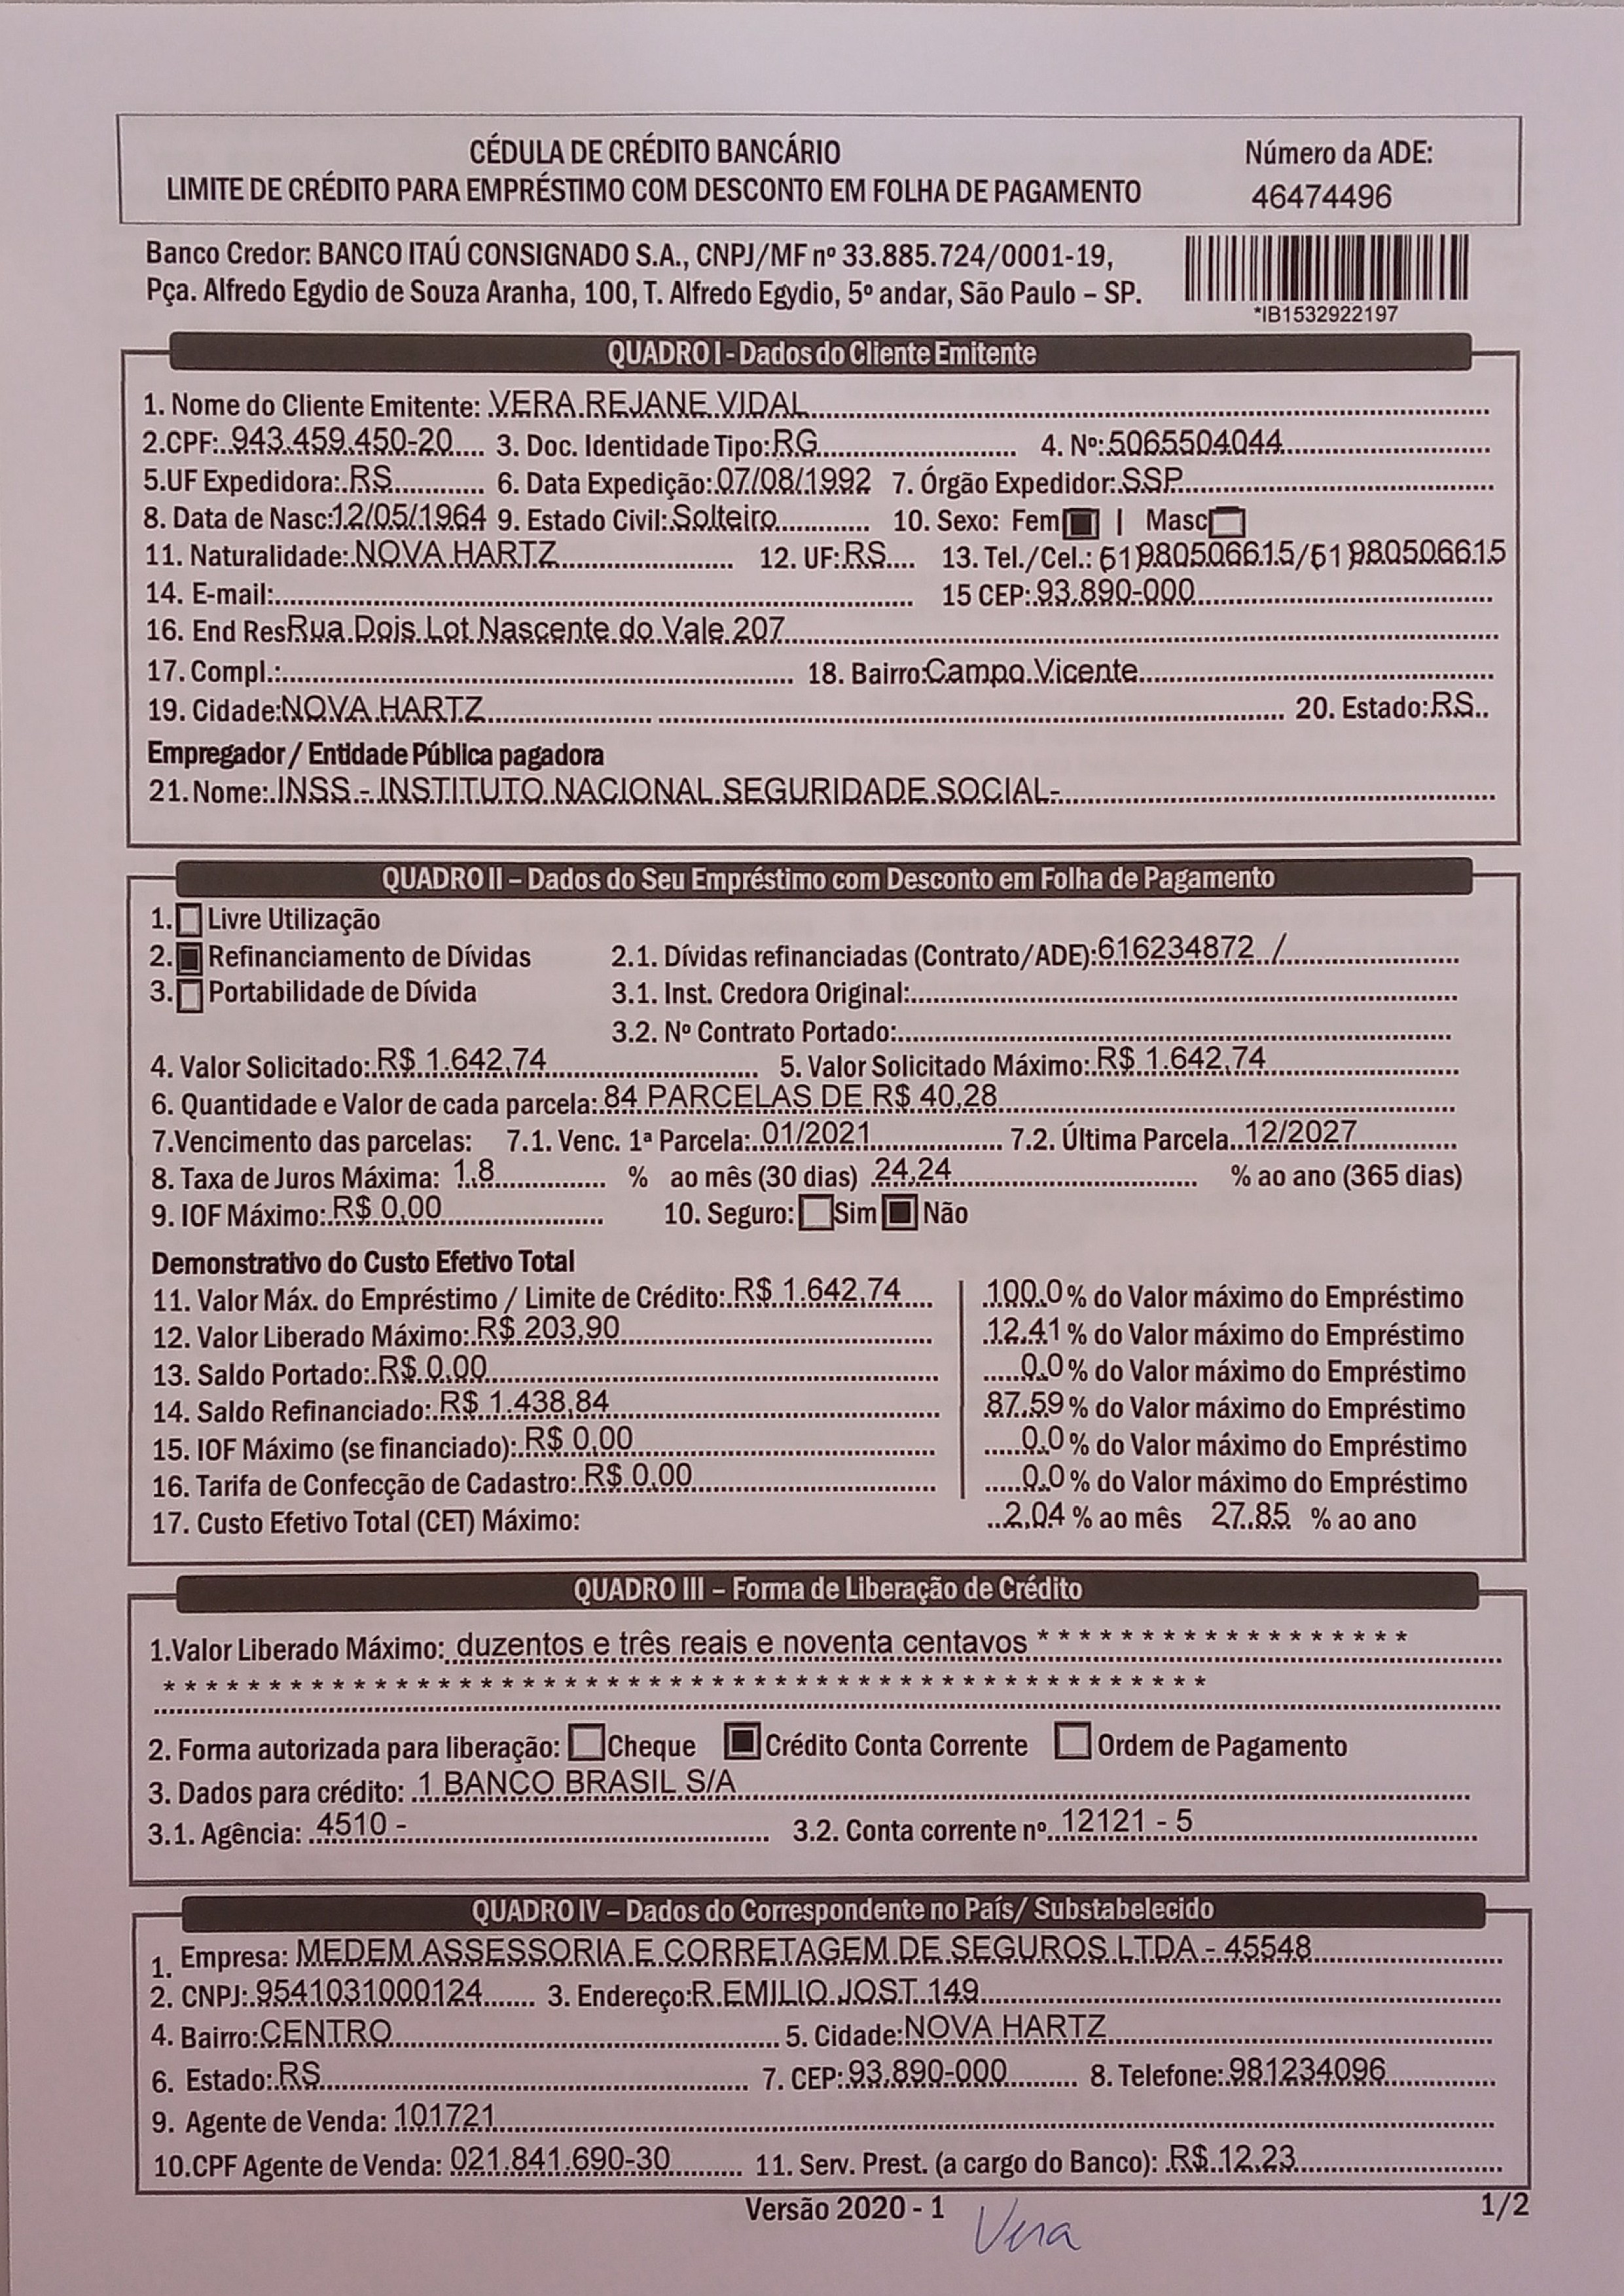 CÉDULA DE CRÉDITO BANCÁRIO
LIMITE DE CRÉDITO PARA EMPRÉSTIMO COM DESCONTO EM FOLHA DE PAGAMENTO
Número da ADE:
46474496
Banco Credor: BANCO ITAÚ CONSIGNADO S.A., CNPJ/MF nº 33.885.724/0001-19,
Pça. Alfredo Egydio de Souza Aranha, 100, T. Alfredo Egydio, 5º andar, São Paulo – SP.
*IB1532922197
QUADRO I - Dados do Cliente Emitente
1. Nome do Cliente Emitente: VERA REJANE VIDAL
2.CPF: 943.459.450-20 3. Doc. Identidade Tipo: RG 4. Nº: 5065504044
5.UF Expedidora: RS 6. Data Expedição: 07/08/1992 7. Órgão Expedidor: SSP
8. Data de Nasc: 12/05/1964 9. Estado Civil: Solteiro 10. Sexo: Fem | Masc
11. Naturalidade: NOVA HARTZ 12. UF: RS 13. Tel./Cel.: 51)980506615/51)980506615
14. E-mail: 15 CEP: 93.890-000
16. End Res Rua Dois Lot Nascente do Vale 207
17. Compl.: 18. Bairro: Campo Vicente
19. Cidade: NOVA HARTZ 20. Estado: RS
Empregador / Entidade Pública pagadora
21. Nome: INSS - INSTITUTO NACIONAL SEGURIDADE SOCIAL-
QUADRO II – Dados do Seu Empréstimo com Desconto em Folha de Pagamento
1. Livre Utilização
2. Refinanciamento de Dívidas 2.1. Dívidas refinanciadas (Contrato/ADE): 616234872 /
3. Portabilidade de Dívida 3.1. Inst. Credora Original:
3.2. Nº Contrato Portado:
4. Valor Solicitado: R$ 1.642,74 5. Valor Solicitado Máximo: R$ 1.642,74
6. Quantidade e Valor de cada parcela: 84 PARCELAS DE R$ 40,28
7.Vencimento das parcelas: 7.1. Venc. 1ª Parcela: 01/2021 7.2. Última Parcela 12/2027
8. Taxa de Juros Máxima: 1,8 % ao mês (30 dias) 24,24 % ao ano (365 dias)
9. IOF Máximo: R$ 0,00 10. Seguro: Sim Não
Demonstrativo do Custo Efetivo Total
11. Valor Máx. do Empréstimo / Limite de Crédito: R$ 1.642,74 100,0 % do Valor máximo do Empréstimo
12. Valor Liberado Máximo: R$ 203,90 12,41 % do Valor máximo do Empréstimo
13. Saldo Portado: R$ 0,00 0,0 % do Valor máximo do Empréstimo
14. Saldo Refinanciado: R$ 1.438,84 87,59 % do Valor máximo do Empréstimo
15. IOF Máximo (se financiado): R$ 0,00 0,0 % do Valor máximo do Empréstimo
16. Tarifa de Confecção de Cadastro: R$ 0,00 0,0 % do Valor máximo do Empréstimo
17. Custo Efetivo Total (CET) Máximo: 2,04 % ao mês 27,85 % ao ano
QUADRO III – Forma de Liberação de Crédito
1.Valor Liberado Máximo: duzentos e três reais e noventa centavos * * * * * * * * * * * * * * * * * *
* * * * * * * * * * * * * * * * * * * * * * * * * * * * * * * * * * * * * * * * * * * * * * * * * *
2. Forma autorizada para liberação: Cheque Crédito Conta Corrente Ordem de Pagamento
3. Dados para crédito: 1 BANCO BRASIL S/A
3.1. Agência: 4510 - 3.2. Conta corrente nº 12121 - 5
QUADRO IV – Dados do Correspondente no País/ Substabelecido
1. Empresa: MEDEM ASSESSORIA E CORRETAGEM DE SEGUROS LTDA - 45548
2. CNPJ: 9541031000124 3. Endereço: R EMILIO JOST 149
4. Bairro: CENTRO 5. Cidade: NOVA HARTZ
6. Estado: RS 7. CEP: 93.890-000 8. Telefone: 981234096
9. Agente de Venda: 101721
10.CPF Agente de Venda: 021.841.690-30 11. Serv. Prest. (a cargo do Banco): R$ 12,23
Versão 2020 - 1 1/2
Vera